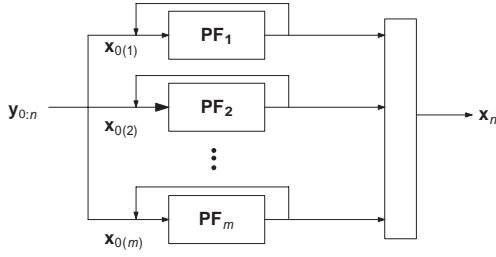 PF₁
x₀₍₁₎
PF₂
y₀:ₙ
x₀₍₂₎
xₙ
PFₘ
x₀₍ₘ₎